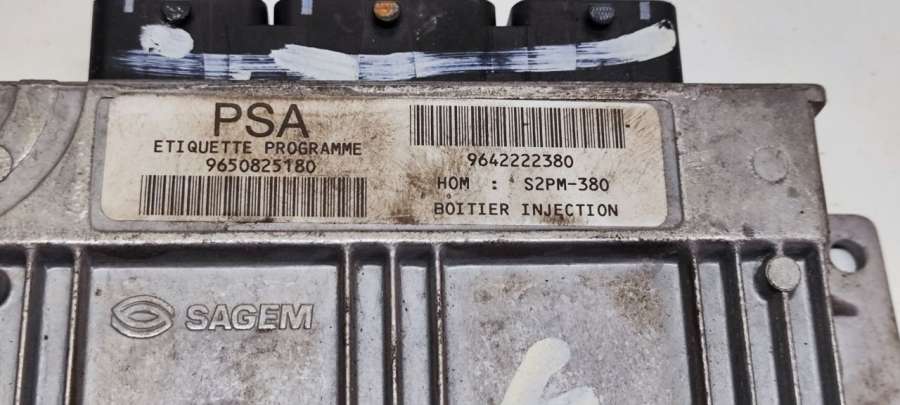 PSA
ETIQUETTE PROGRAMME
9650825180
9642222380
HOM : S2PM-380
BOITIER INJECTION
SAGEM